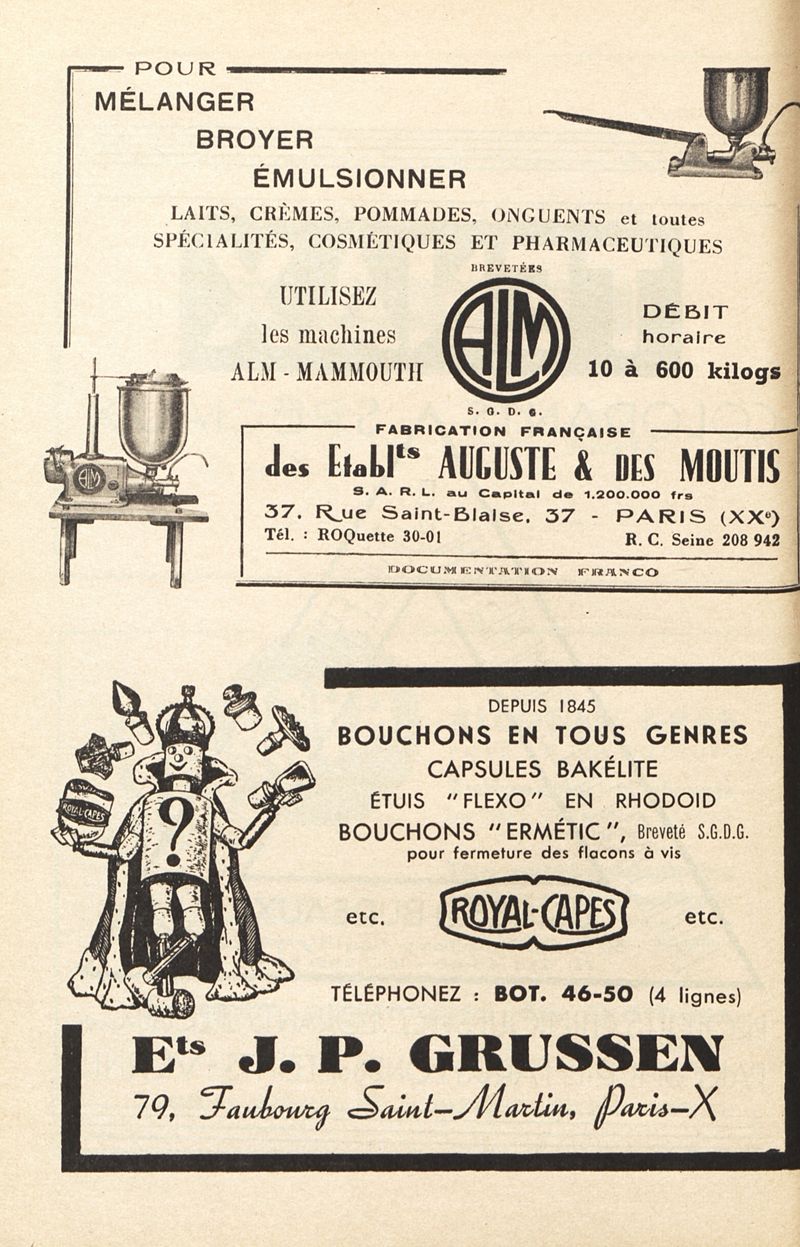 POUR
MÉLANGER
BROYER
ÉMULSIONNER
LAITS, CRÈMES, POMMADES, ONGUENTS et toutes
SPÉCIALITÉS, COSMÉTIQUES ET PHARMACEUTIQUES
BREVETÉES
UTILISEZ
les machines
ALM - MAMMOUTH
ALM
S. G. D. G.
DÉBIT
horaire
10 à 600 kilogs
ALM
FABRICATION FRANÇAISE
des Etablts AUGUSTE & DES MOUTIS
S. A. R. L. au Capital de 1.200.000 frs
37, Rue Saint-Blaise, 37 - PARIS (XXe)
Tél. : ROQuette 30-01
R. C. Seine 208 942
DOCUMENTATION FRANCO
DEPUIS 1845
BOUCHONS EN TOUS GENRES
CAPSULES BAKÉLITE
ÉTUIS "FLEXO" EN RHODOID
BOUCHONS "ERMÉTIC", Breveté S.G.D.G.
pour fermeture des flacons à vis
etc. ROYAL-CAPES etc.
ROYAL-CAPES
?
TÉLÉPHONEZ : BOT. 46-50 (4 lignes)
Ets J. P. GRUSSEN
79, Faubourg Saint-Martin, Paris-X